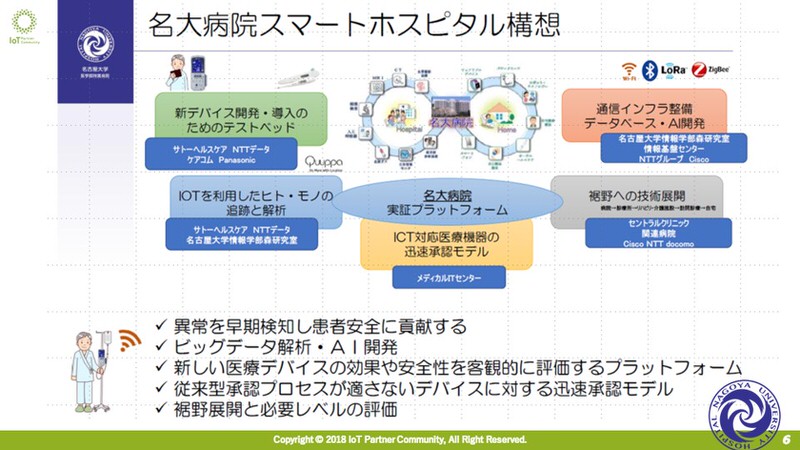 IoT Partner Community
NAGOYA UNIVERSITY
名古屋大学
医学部附属病院
名大病院スマートホスピタル構想
Wi-Fi
LoRa
ZigBee
新デバイス開発・導入の
ためのテストベッド
サトーヘルスケア NTTデータ
ケアコム Panasonic
Hospital
名大病院
Home
通信インフラ整備
データベース・AI開発
名古屋大学情報学部森研究室
情報基盤センター
NTTグループ Cisco
Quuppa
IOTを利用したヒト・モノの
追跡と解析
サトーヘルスケア NTTデータ
名古屋大学情報学部森研究室
名大病院
実証プラットフォーム
裾野への技術展開
セントラルクリニック
関連病院
Cisco NTT docomo
ICT対応医療機器の
迅速承認モデル
メディカルITセンター
✓ 異常を早期検知し患者安全に貢献する
✓ ビッグデータ解析・ＡＩ開発
✓ 新しい医療デバイスの効果や安全性を客観的に評価するプラットフォーム
✓ 従来型承認プロセスが適さないデバイスに対する迅速承認モデル
✓ 裾野展開と必要レベルの評価
NAGOYA UNIVERSITY HOSPITAL
Copyright © 2018 IoT Partner Community, All Right Reserved.
6